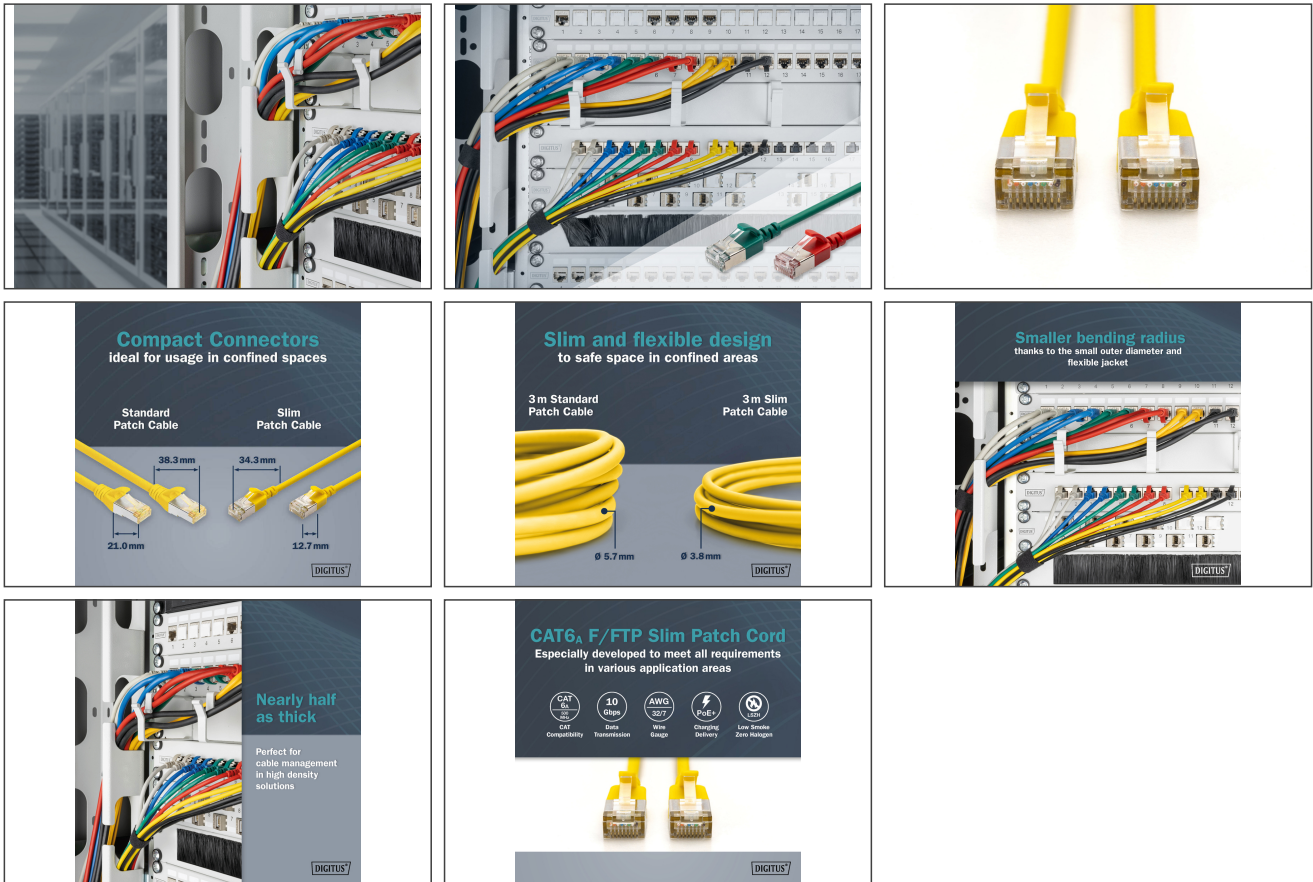 Compact Connectors
ideal for usage in confined spaces
Standard
Patch Cable
Slim
Patch Cable
38.3 mm
34.3 mm
21.0 mm
12.7 mm
DIGITUS®
Slim and flexible design
to safe space in confined areas
3 m Standard
Patch Cable
3 m Slim
Patch Cable
Ø 5.7 mm
Ø 3.8 mm
DIGITUS®
Smaller bending radius
thanks to the small outer diameter and
flexible jacket
DIGITUS®
Nearly half
as thick
Perfect for
cable management
in high density
solutions
DIGITUS®
CAT6A F/FTP Slim Patch Cord
Especially developed to meet all requirements
in various application areas
CAT
6A
500
MHz
CAT
Compatibility
10
Gbps
Data
Transmission
AWG
32/7
Wire
Gauge
PoE+
Charging
Delivery
LSZH
Low Smoke
Zero Halogen
DIGITUS®